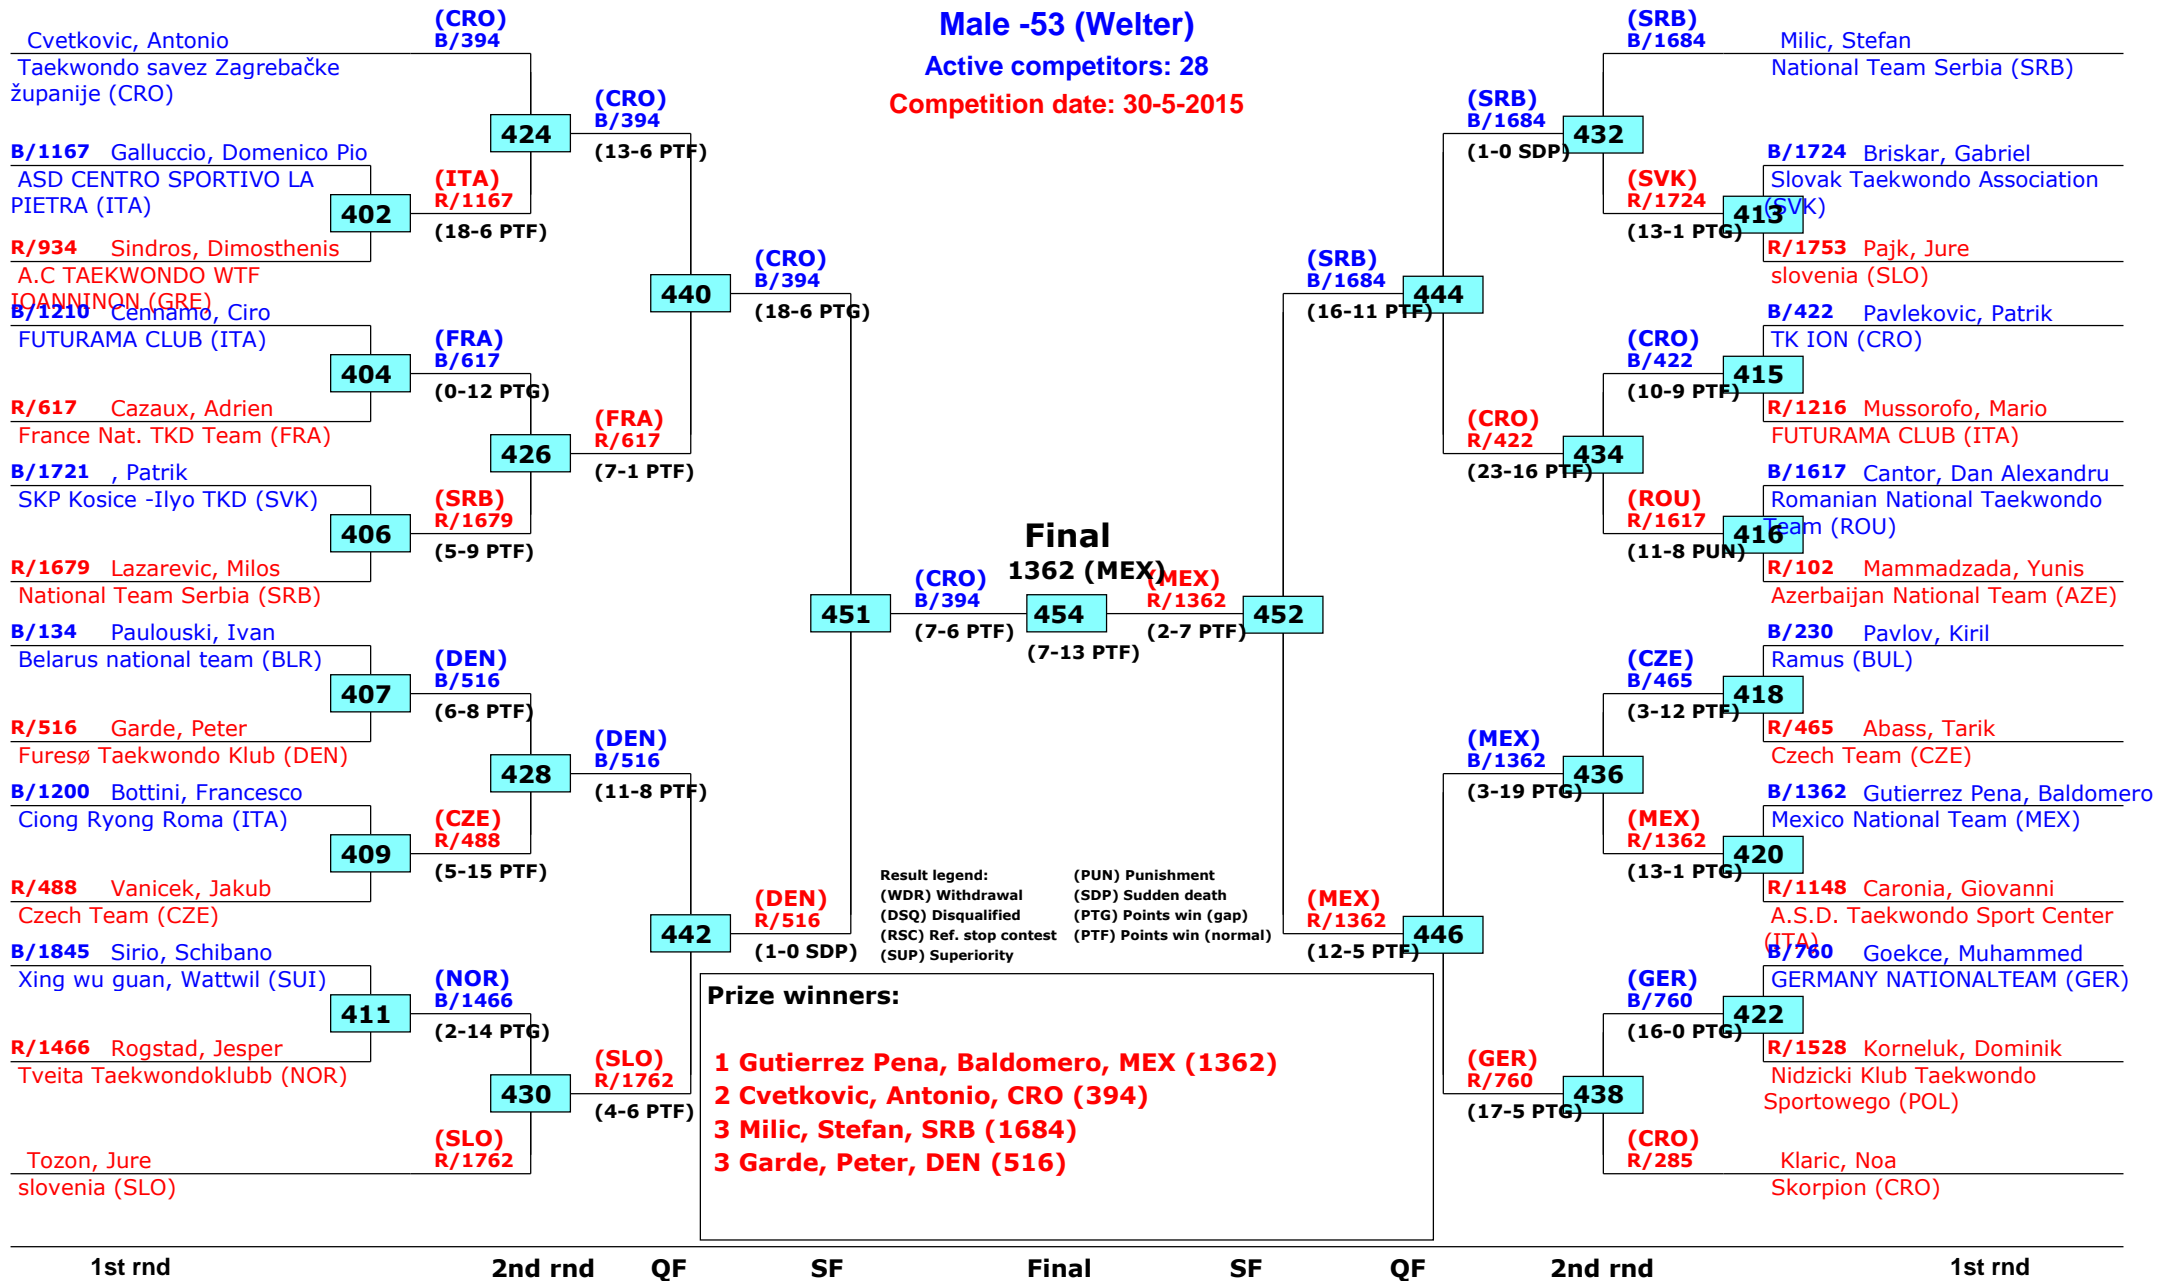 Male -53 (Welter)
Active competitors: 28
Competition date: 30-5-2015
(CRO)
Cvetkovic, Antonio B/394
Taekwondo savez Zagrebačke
županije (CRO)
B/1167 Galluccio, Domenico Pio
ASD CENTRO SPORTIVO LA
PIETRA (ITA)
402
R/934 Sindros, Dimosthenis
A.C TAEKWONDO WTF
IOANNINON (GRE)
B/1210 Cennamo, Ciro
FUTURAMA CLUB (ITA)
404
R/617 Cazaux, Adrien
France Nat. TKD Team (FRA)
B/1721 , Patrik
SKP Kosice -Ilyo TKD (SVK)
406
R/1679 Lazarevic, Milos
National Team Serbia (SRB)
B/134 Paulouski, Ivan
Belarus national team (BLR)
407
R/516 Garde, Peter
Furesø Taekwondo Klub (DEN)
B/1200 Bottini, Francesco
Ciong Ryong Roma (ITA)
409
R/488 Vanicek, Jakub
Czech Team (CZE)
B/1845 Sirio, Schibano
Xing wu guan, Wattwil (SUI)
411
R/1466 Rogstad, Jesper
Tveita Taekwondoklubb (NOR)
(SLO)
Tozon, Jure R/1762
slovenia (SLO)
424
(ITA)
R/1167
(18-6 PTF)
(FRA)
B/617
(0-12 PTG)
426
(SRB)
R/1679
(5-9 PTF)
(DEN)
B/516
(6-8 PTF)
428
(CZE)
R/488
(5-15 PTF)
(NOR)
B/1466
(2-14 PTG)
430
(CRO)
B/394
(13-6 PTF)
440
(FRA)
R/617
(7-1 PTF)
(DEN)
B/516
(11-8 PTF)
442
(SLO)
R/1762
(4-6 PTF)
(CRO)
B/394
(18-6 PTG)
451
(DEN)
R/516
(1-0 SDP)
Final
1362 (MEX)
(CRO)
B/394
(7-6 PTF)
454
(7-13 PTF)
(MEX)
R/1362
(2-7 PTF)
452
(SRB)
B/1684
(16-11 PTF)
444
(MEX)
R/1362
(12-5 PTF)
446
(SRB)
B/1684
(1-0 SDP)
432
(CRO)
R/422
(23-16 PTF)
434
(MEX)
B/1362
(3-19 PTG)
436
(GER)
R/760
(17-5 PTG)
438
(SRB)
B/1684 Milic, Stefan
National Team Serbia (SRB)
(SVK)
R/1724
(13-1 PTG)
B/1724 Briskar, Gabriel
Slovak Taekwondo Association
(SVK)
413
R/1753 Pajk, Jure
slovenia (SLO)
(CRO)
B/422
(10-9 PTF)
B/422 Pavlekovic, Patrik
TK ION (CRO)
415
R/1216 Mussorofo, Mario
FUTURAMA CLUB (ITA)
(ROU)
R/1617
(11-8 PUN)
B/1617 Cantor, Dan Alexandru
Romanian National Taekwondo
Team (ROU)
416
R/102 Mammadzada, Yunis
Azerbaijan National Team (AZE)
(CZE)
B/465
(3-12 PTF)
B/230 Pavlov, Kiril
Ramus (BUL)
418
R/465 Abass, Tarik
Czech Team (CZE)
(MEX)
R/1362
(13-1 PTG)
B/1362 Gutierrez Pena, Baldomero
Mexico National Team (MEX)
420
R/1148 Caronia, Giovanni
A.S.D. Taekwondo Sport Center
(ITA)
(GER)
B/760
(16-0 PTG)
B/760 Goekce, Muhammed
GERMANY NATIONALTEAM (GER)
422
R/1528 Korneluk, Dominik
Nidzicki Klub Taekwondo
Sportowego (POL)
(CRO)
R/285 Klaric, Noa
Skorpion (CRO)
Result legend: (PUN) Punishment
(WDR) Withdrawal (SDP) Sudden death
(DSQ) Disqualified (PTG) Points win (gap)
(RSC) Ref. stop contest (PTF) Points win (normal)
(SUP) Superiority
Prize winners:
1 Gutierrez Pena, Baldomero, MEX (1362)
2 Cvetkovic, Antonio, CRO (394)
3 Milic, Stefan, SRB (1684)
3 Garde, Peter, DEN (516)
1st rnd 2nd rnd QF SF Final SF QF 2nd rnd 1st rnd